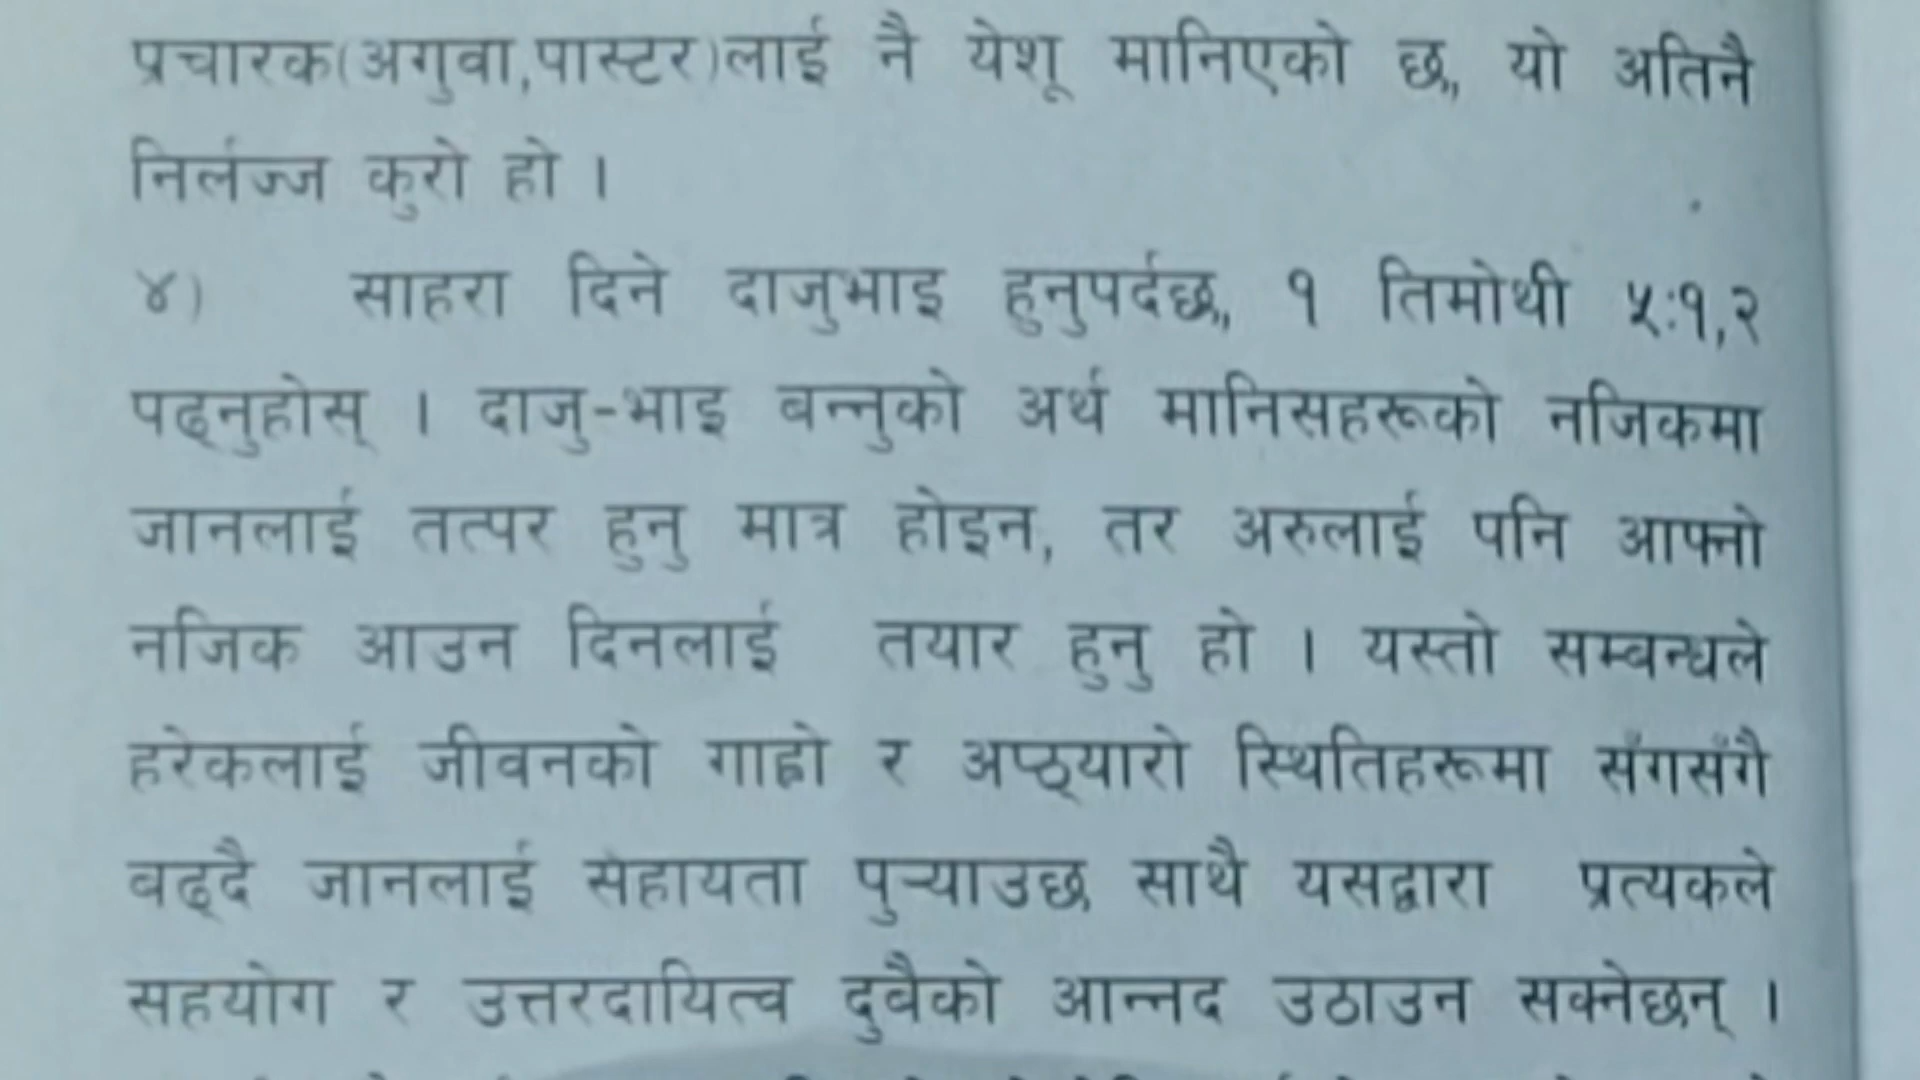 प्रचारक(अगुवा,पास्टर)लाई नै येशू मानिएको छ,, यो अतिनै
निर्लज्ज कुरो हो ।
४) साहरा दिने दाजुभाइ हुनुपर्दछ,, १ तिमोथी ५:१,२
पढ्नुहोस् । दाजु-भाइ बन्नुको अर्थ मानिसहरूको नजिकमा
जानलाई तत्पर हुनु मात्र होइन, तर अरुलाई पनि आफ्नो
नजिक आउन दिनलाई तयार हुनु हो । यस्तो सम्बन्धले
हरेकलाई जीवनको गाह्रो र अप्ठ्यारो स्थितिहरूमा सँगसँगै
बढ्दै जानलाई सहायता पुऱ्याउछ, साथै यसद्वारा प्रत्यकले
सहयोग र उत्तरदायित्व दुबैको आन्नद उठाउन सक्नेछन् ।